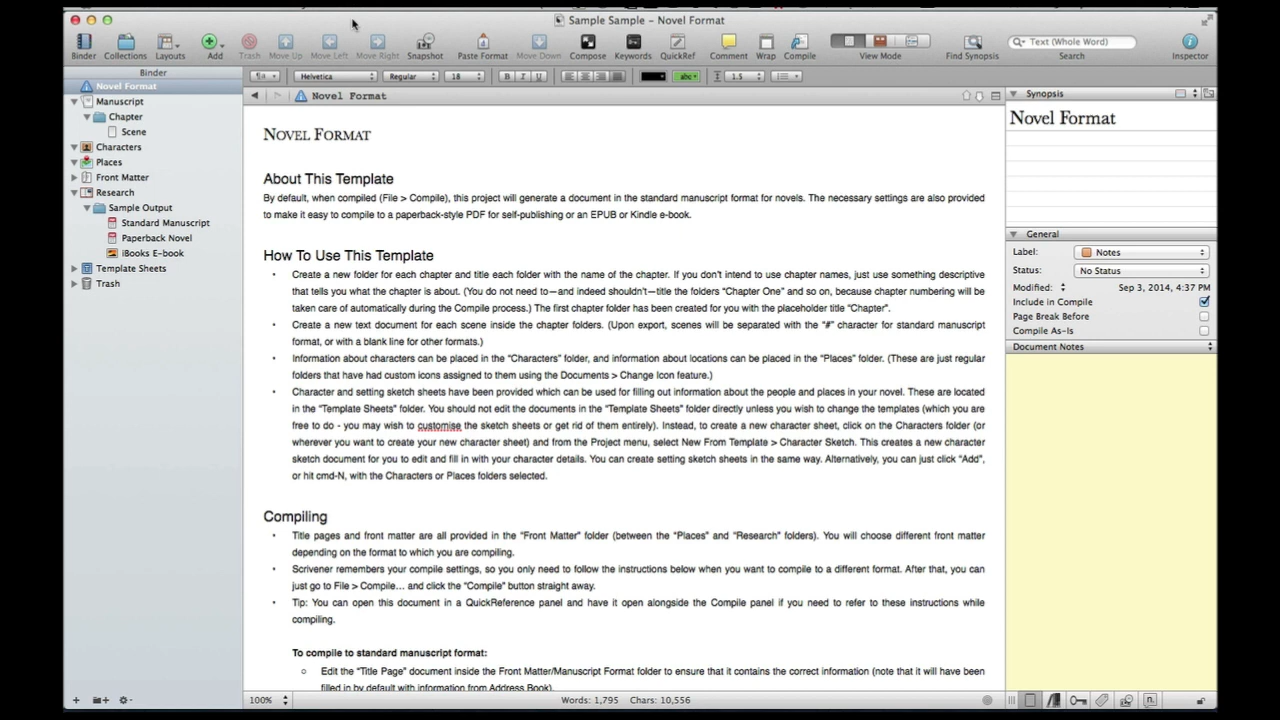 Sample Sample – Novel Format
Binder Collections Layouts Add Trash Move Up Move Left Move Right Snapshot Paste Format Move Down Compose Keywords QuickRef Comment Wrap Compile View Mode Find Synopsis Search Inspector
Text (Whole Word)
Helvetica Regular 18 B I U abc 1.5
Binder
Novel Format
Manuscript
Chapter
Scene
Characters
Places
Front Matter
Research
Sample Output
Standard Manuscript
Paperback Novel
iBooks E-book
Template Sheets
Trash
Novel Format
NOVEL FORMAT
About This Template
By default, when compiled (File > Compile), this project will generate a document in the standard manuscript format for novels. The necessary settings are also provided
to make it easy to compile to a paperback-style PDF for self-publishing or an EPUB or Kindle e-book.
How To Use This Template
• Create a new folder for each chapter and title each folder with the name of the chapter. If you don't intend to use chapter names, just use something descriptive
that tells you what the chapter is about. (You do not need to—and indeed shouldn't—title the folders “Chapter One” and so on, because chapter numbering will be
taken care of automatically during the Compile process.) The first chapter folder has been created for you with the placeholder title “Chapter”.
• Create a new text document for each scene inside the chapter folders. (Upon export, scenes will be separated with the “#” character for standard manuscript
format, or with a blank line for other formats.)
• Information about characters can be placed in the “Characters” folder, and information about locations can be placed in the “Places” folder. (These are just regular
folders that have had custom icons assigned to them using the Documents > Change Icon feature.)
• Character and setting sketch sheets have been provided which can be used for filling out information about the people and places in your novel. These are located
in the “Template Sheets” folder. You should not edit the documents in the “Template Sheets” folder directly unless you wish to change the templates (which you are
free to do - you may wish to customise the sketch sheets or get rid of them entirely). Instead, to create a new character sheet, click on the Characters folder (or
wherever you want to create your new character sheet) and from the Project menu, select New From Template > Character Sketch. This creates a new character
sketch document for you to edit and fill in with your character details. You can create setting sketch sheets in the same way. Alternatively, you can just click “Add”,
or hit cmd-N, with the Characters or Places folders selected.
Compiling
• Title pages and front matter are all provided in the “Front Matter” folder (between the “Places” and “Research” folders). You will choose different front matter
depending on the format to which you are compiling.
• Scrivener remembers your compile settings, so you only need to follow the instructions below when you want to compile to a different format. After that, you can
just go to File > Compile... and click the “Compile” button straight away.
• Tip: You can open this document in a QuickReference panel and have it open alongside the Compile panel if you need to refer to these instructions while
compiling.
To compile to standard manuscript format:
Edit the “Title Page” document inside the Front Matter/Manuscript Format folder to ensure that it contains the correct information (note that it will have been
filled in by default with information from Address Book).
100% Words: 1,795 Chars: 10,556
Synopsis
Novel Format
General
Label: Notes
Status: No Status
Modified: Sep 3, 2014, 4:37 PM
Include in Compile
Page Break Before
Compile As-Is
Document Notes